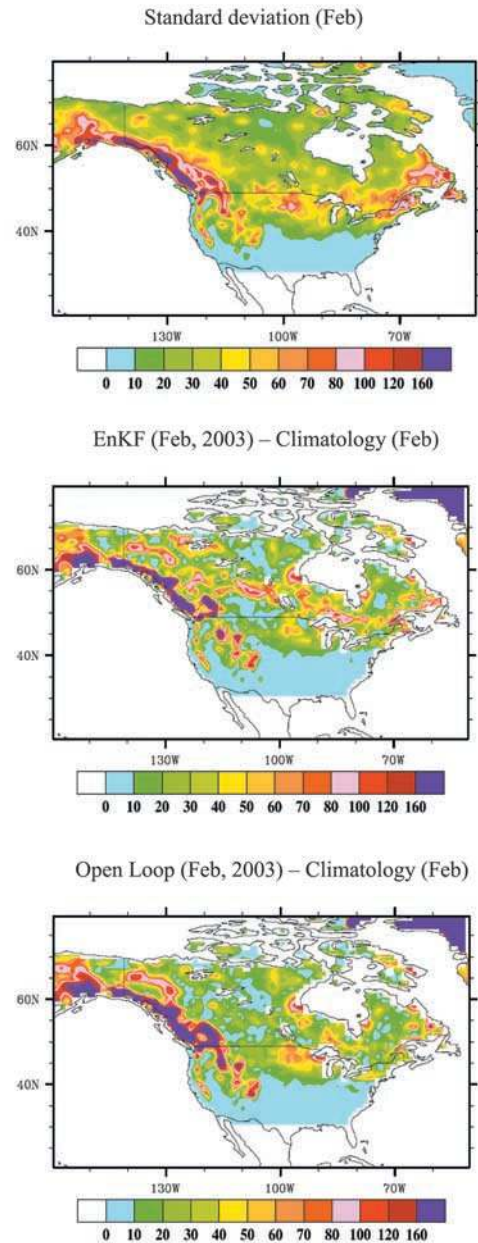 Standard deviation (Feb)
60N
40N
130W 100W 70W
0 10 20 30 40 50 60 70 80 100 120 160
EnKF (Feb, 2003) – Climatology (Feb)
60N
40N
130W 100W 70W
0 10 20 30 40 50 60 70 80 100 120 160
Open Loop (Feb, 2003) – Climatology (Feb)
60N
40N
130W 100W 70W
0 10 20 30 40 50 60 70 80 100 120 160